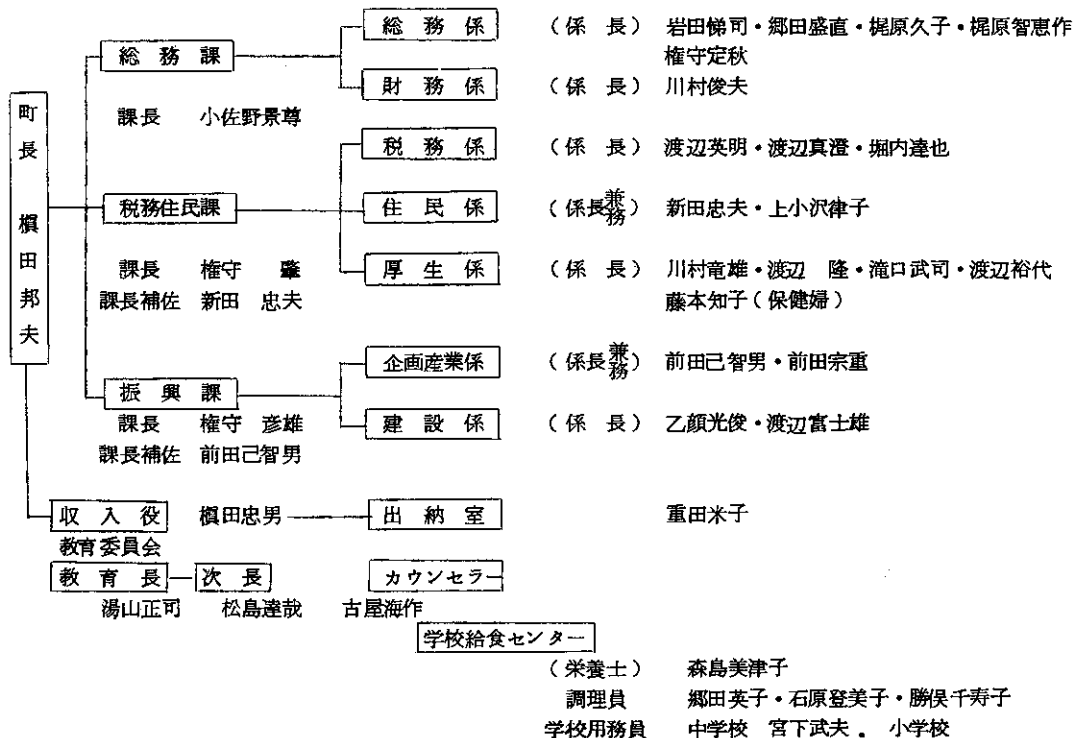 総務係 (係 長) 岩田悌司・郷田盛直・梶原久子・梶原智恵作
権守定秋
総務課
財務係 (係 長) 川村俊夫
課長 小佐野景尊
税務係 (係 長) 渡辺英明・渡辺真澄・堀内達也
町長 槇田邦夫
税務住民課
住民係 (係長兼務) 新田忠夫・上小沢律子
課長 権守 肇
厚生係 (係 長) 川村竜雄・渡辺 隆・滝口武司・渡辺裕代
課長補佐 新田 忠夫
藤本知子(保健婦)
企画産業係 (係長兼務) 前田己智男・前田宗重
振興課
課長 権守 彦雄
建設係 (係 長) 乙顔光俊・渡辺富士雄
課長補佐 前田己智男
収入役 槇田忠男 出納室 重田米子
教育委員会
教育長 次長 カウンセラー
湯山正司 松島達哉 古屋海作
学校給食センター
(栄養士) 森島美津子
調理員 郷田英子・石原登美子・勝俣千寿子
学校用務員 中学校 宮下武夫 . 小学校